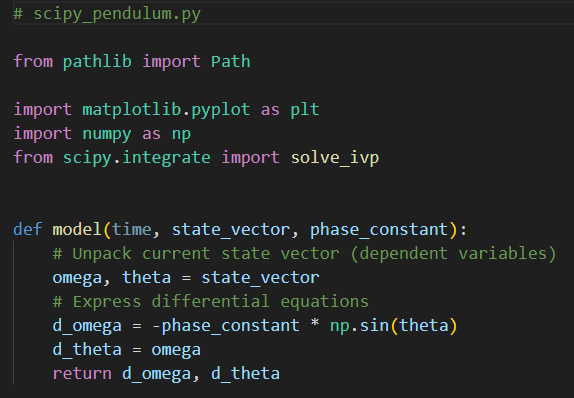 # scipy_pendulum.py
from pathlib import Path
import matplotlib.pyplot as plt
import numpy as np
from scipy.integrate import solve_ivp
def model(time, state_vector, phase_constant):
    # Unpack current state vector (dependent variables)
    omega, theta = state_vector
    # Express differential equations
    d_omega = -phase_constant * np.sin(theta)
    d_theta = omega
    return d_omega, d_theta